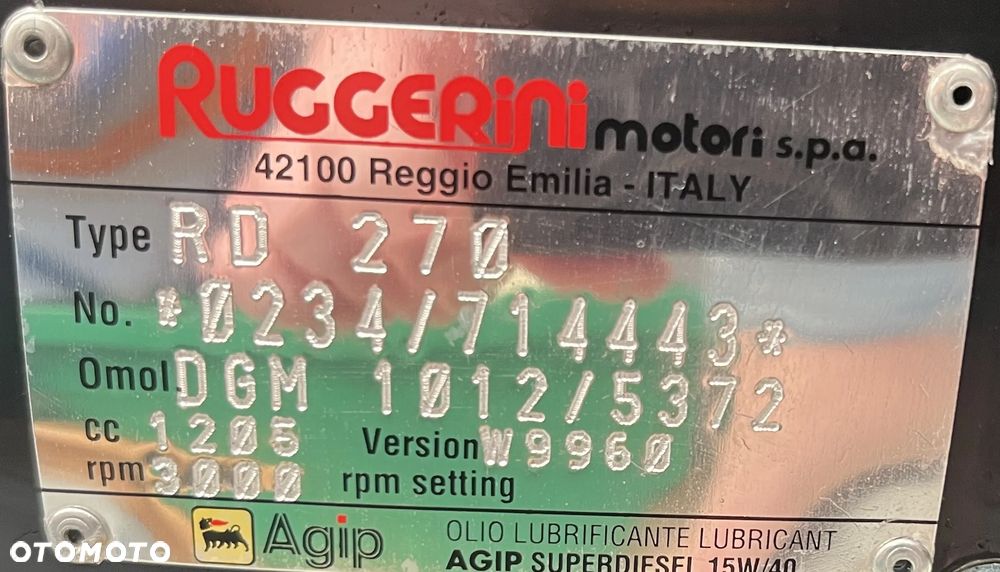 RUGGERini motori s.p.a.
42100 Reggio Emilia - ITALY
Type RD 270
No. *0234/714443*
Omol. DGM 1012/5372
cc 1205 Version W9960
rpm 3000 rpm setting
Agip OLIO LUBRIFICANTE LUBRICANT
AGIP SUPERDIESEL 15W/40
OTOMOTO